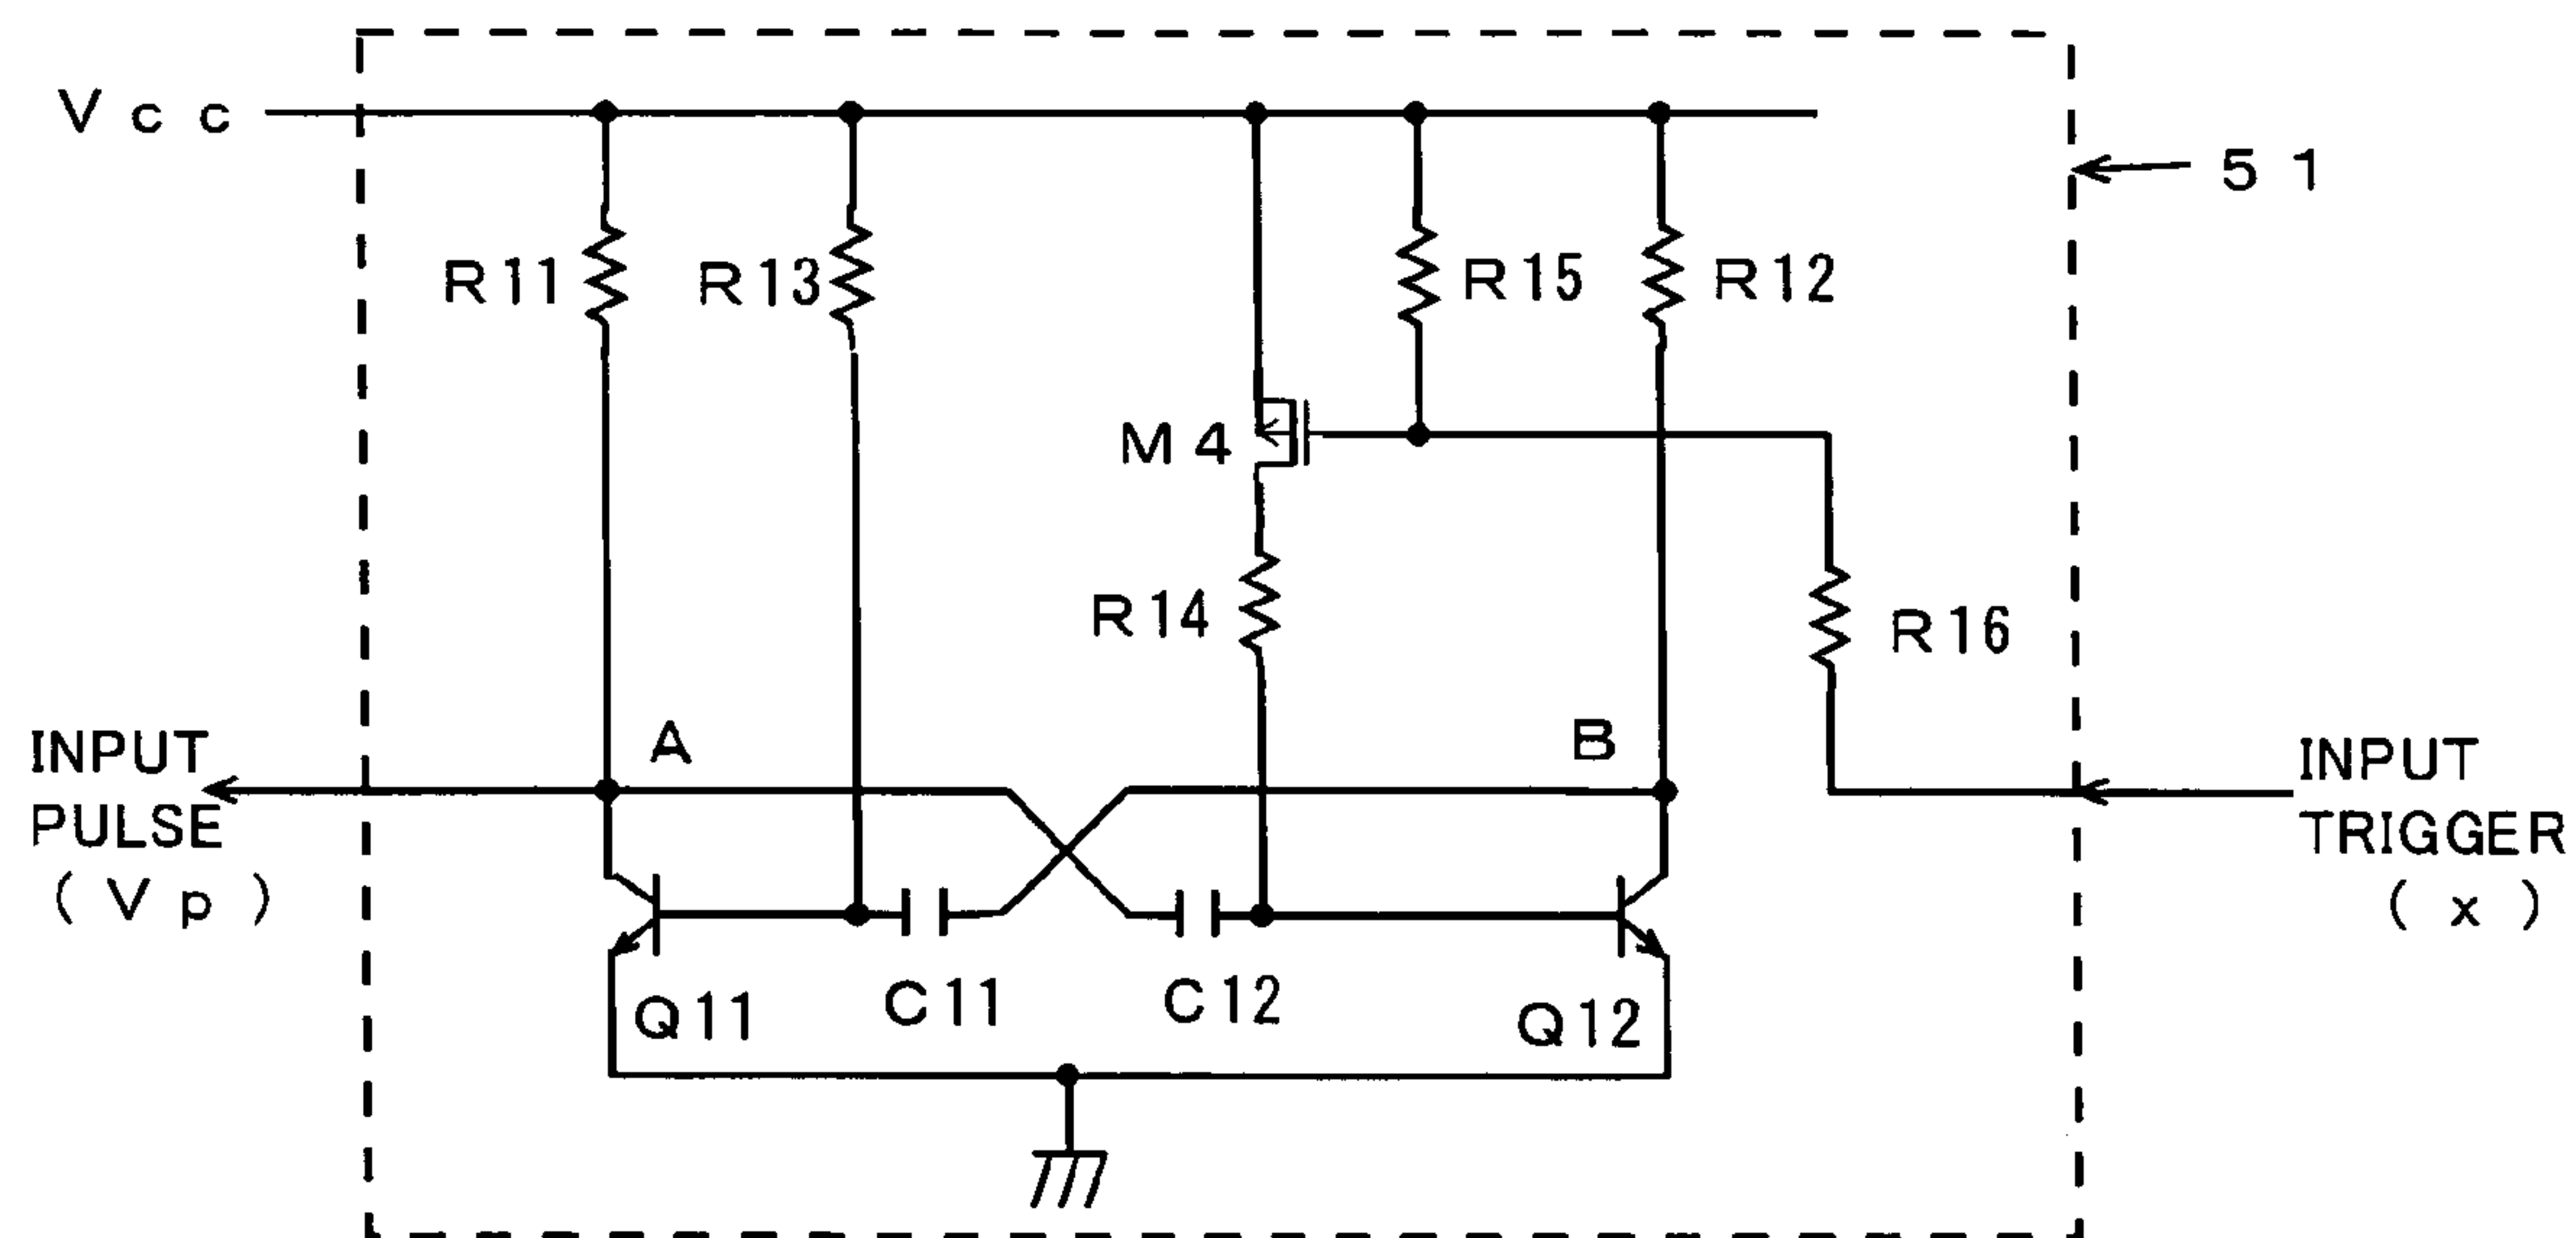 Vcc
51
R11
R13
R15
R12
M4
R14
R16
INPUT
PULSE
(Vp)
A
B
INPUT
TRIGGER
(x)
Q11
C11
C12
Q12